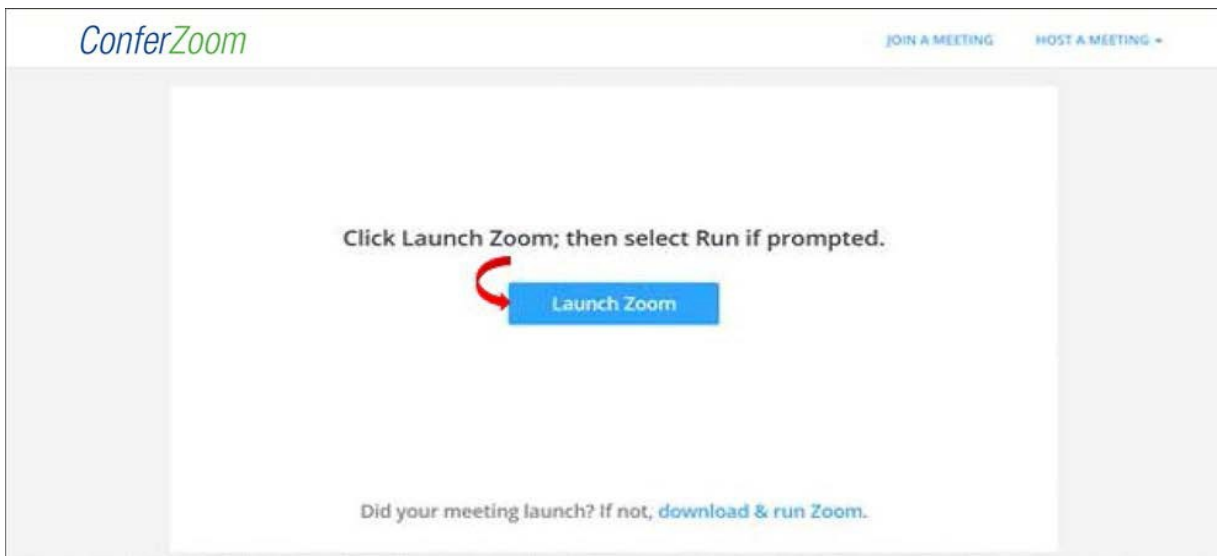 ConferZoom
JOIN A MEETING HOST A MEETING
Click Launch Zoom; then select Run if prompted.
Launch Zoom
Did your meeting launch? If not, download & run Zoom.